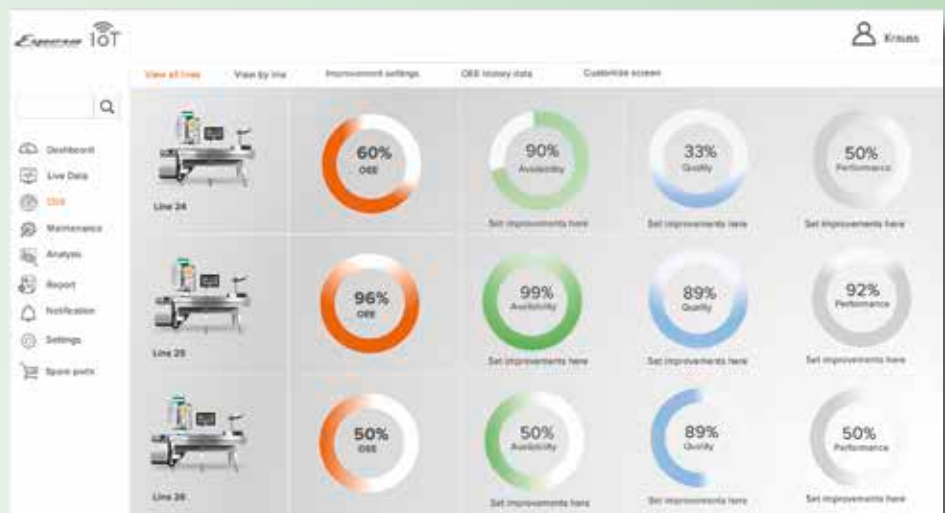 IoT
Krauss
View all lines View by line Improvement settings OEE history data Customize screen
Dashboard
Live Data
OEE
Maintenance
Analysis
Report
Notification
Settings
Spare parts
60%
OEE
90%
Availability
33%
Quality
50%
Performance
Line 24
Set improvements here Set improvements here Set improvements here
96%
OEE
99%
Availability
89%
Quality
92%
Performance
Line 25
Set improvements here Set improvements here Set improvements here
50%
OEE
50%
Availability
89%
Quality
50%
Performance
Line 26
Set improvements here Set improvements here Set improvements here